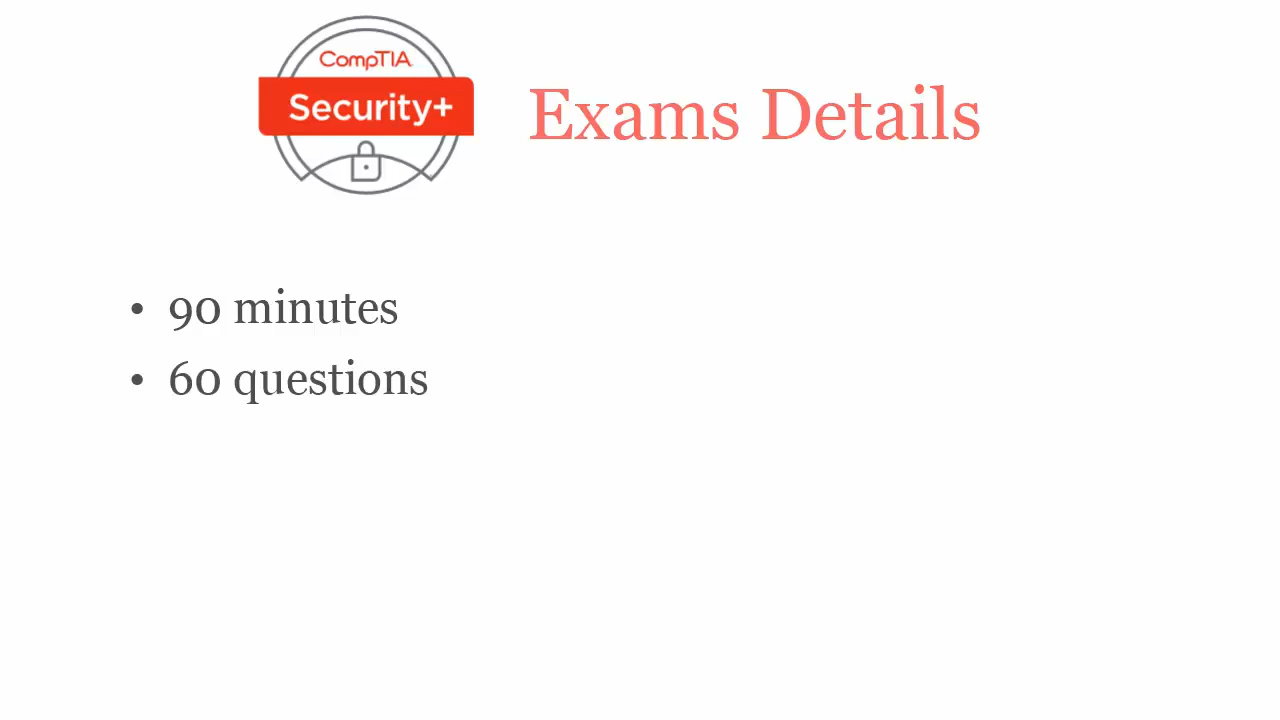 CompTIA
Security+
Exams Details
• 90 minutes
• 60 questions